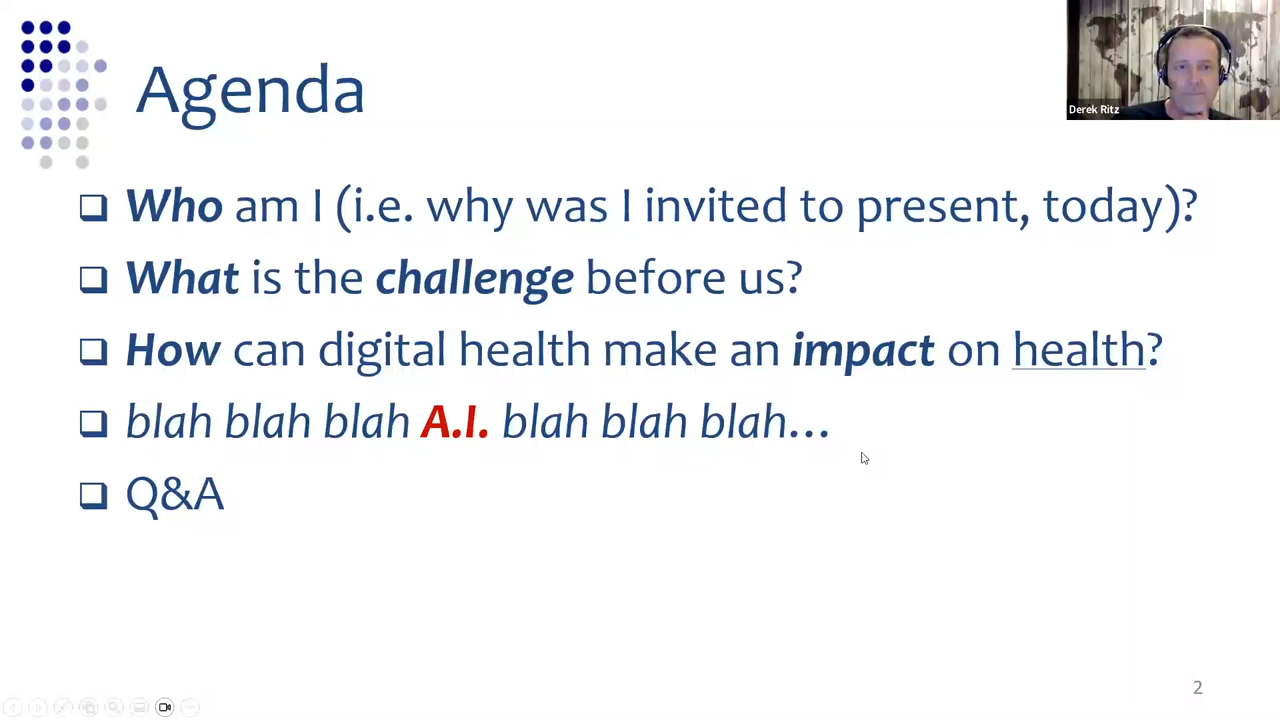 Agenda
Derek Ritz
Who am I (i.e. why was I invited to present, today)?
What is the challenge before us?
How can digital health make an impact on health?
blah blah blah A.I. blah blah blah...
Q&A
2